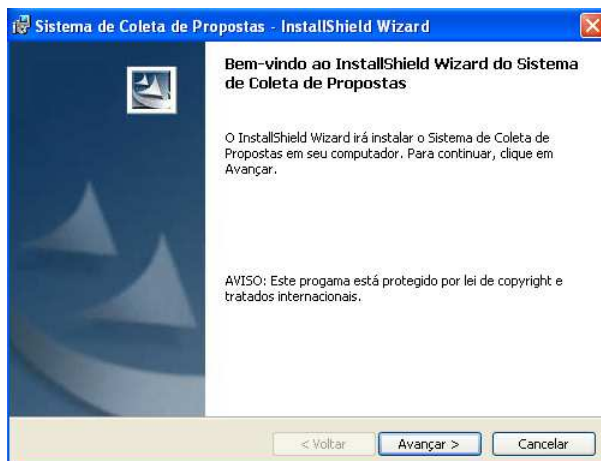 Sistema de Coleta de Propostas - InstallShield Wizard
Bem-vindo ao InstallShield Wizard do Sistema
de Coleta de Propostas
O InstallShield Wizard irá instalar o Sistema de Coleta de
Propostas em seu computador. Para continuar, clique em
Avançar.
AVISO: Este progama está protegido por lei de copyright e
tratados internacionais.
< Voltar
Avançar >
Cancelar